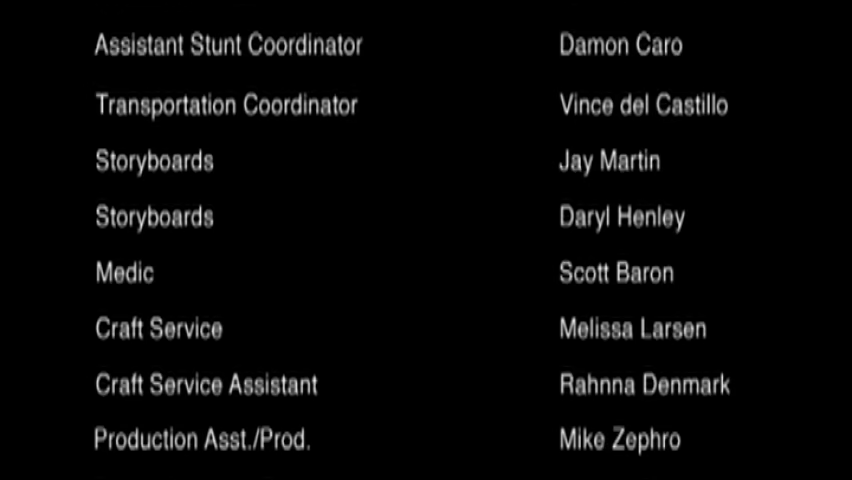 Assistant Stunt Coordinator Damon Caro
Transportation Coordinator Vince del Castillo
Storyboards Jay Martin
Storyboards Daryl Henley
Medic Scott Baron
Craft Service Melissa Larsen
Craft Service Assistant Rahnna Denmark
Production Asst./Prod. Mike Zephro